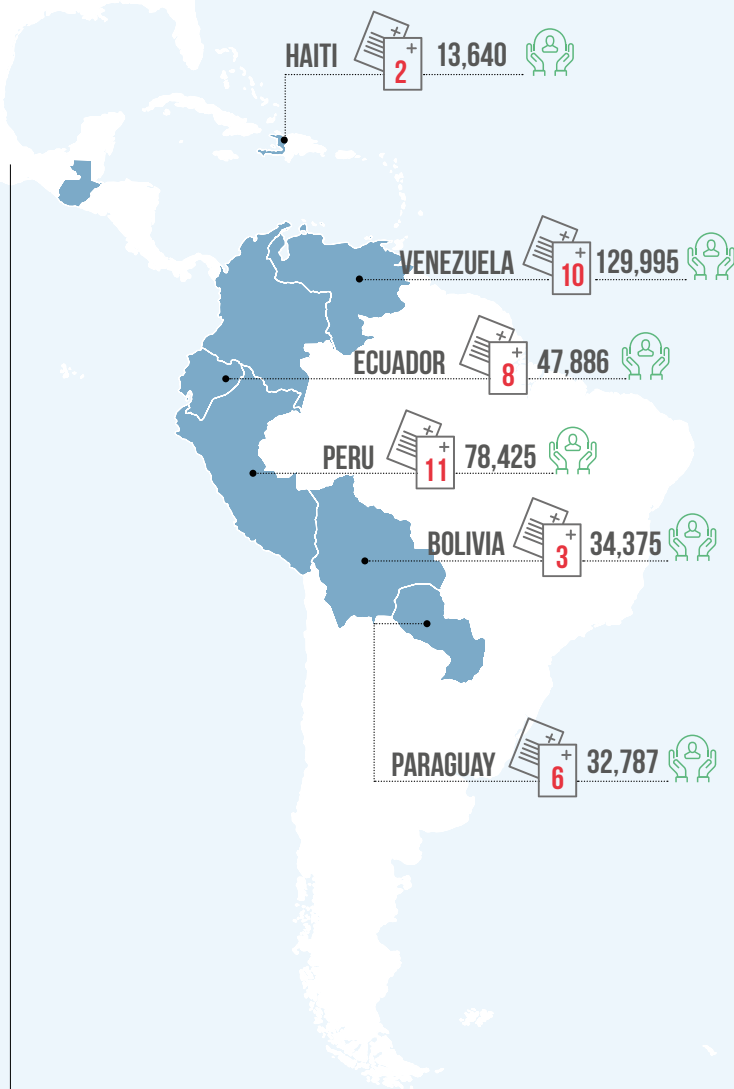 HAITI 2 13,640
VENEZUELA 10 129,995
ECUADOR 8 47,886
PERU 11 78,425
BOLIVIA 3 34,375
PARAGUAY 6 32,787